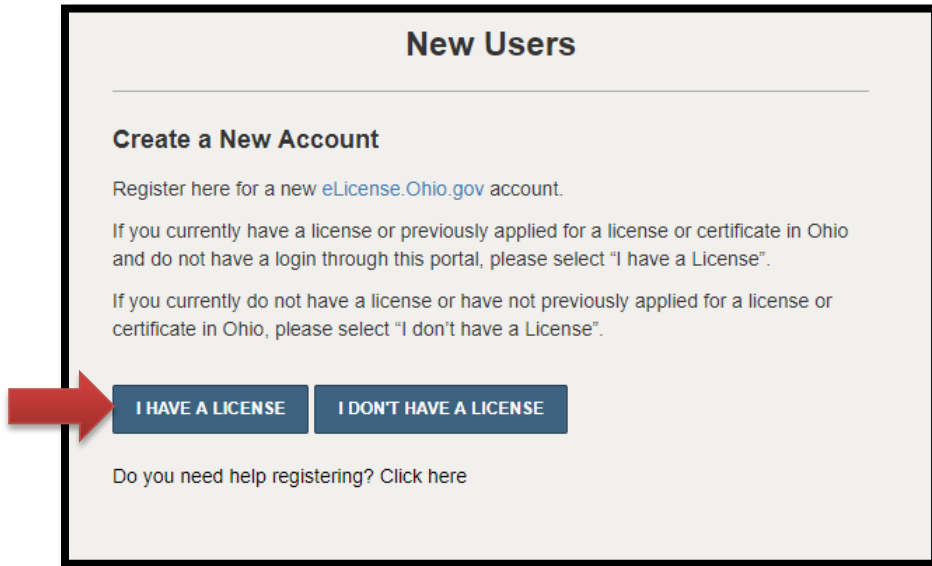 New Users
Create a New Account
Register here for a new eLicense.Ohio.gov account.
If you currently have a license or previously applied for a license or certificate in Ohio
and do not have a login through this portal, please select “I have a License”.
If you currently do not have a license or have not previously applied for a license or
certificate in Ohio, please select “I don’t have a License”.
I HAVE A LICENSE
I DON'T HAVE A LICENSE
Do you need help registering? Click here